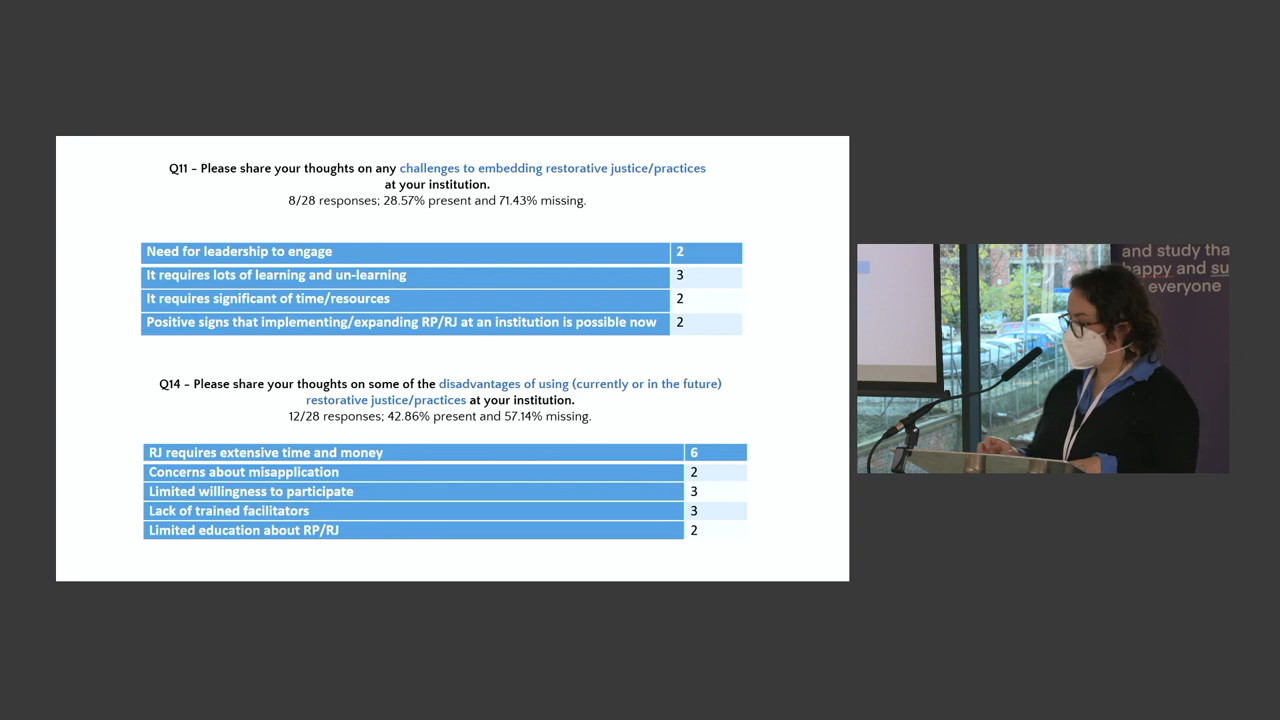 Q11 - Please share your thoughts on any challenges to embedding restorative justice/practices
at your institution.
8/28 responses; 28.57% present and 71.43% missing.
Need for leadership to engage 2
It requires lots of learning and un-learning 3
It requires significant of time/resources 2
Positive signs that implementing/expanding RP/RJ at an institution is possible now 2
Q14 - Please share your thoughts on some of the disadvantages of using (currently or in the future)
restorative justice/practices at your institution.
12/28 responses; 42.86% present and 57.14% missing.
RJ requires extensive time and money 6
Concerns about misapplication 2
Limited willingness to participate 3
Lack of trained facilitators 3
Limited education about RP/RJ 2
and study tha
happy and su
everyone